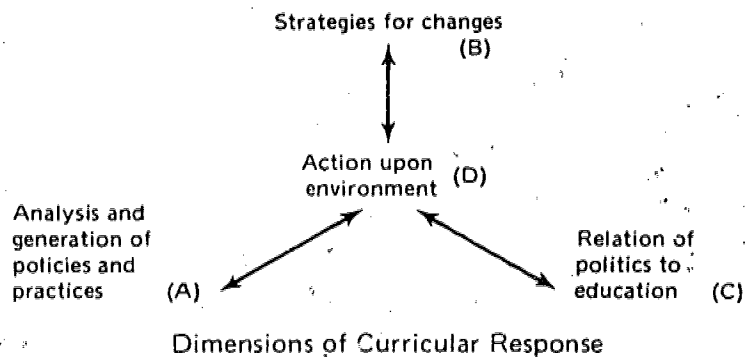 Strategies for changes
(B)
Action upon
environment (D)
Analysis and
generation of
policies and
practices (A)
Relation of
politics to
education (C)
Dimensions of Curricular Response